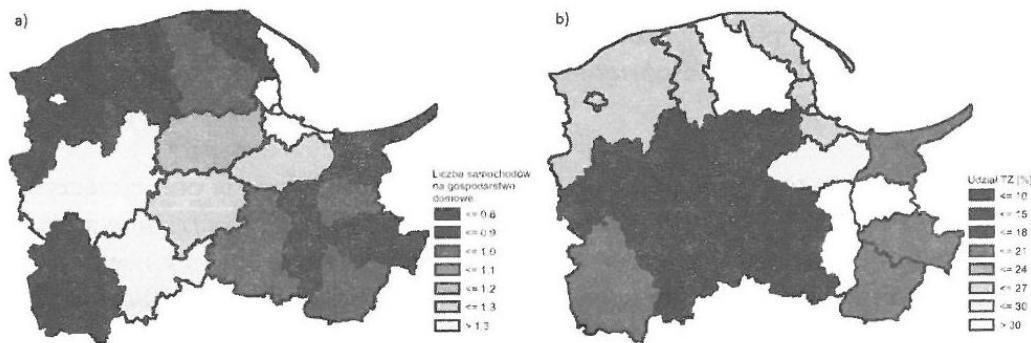 a)
Liczba samochodów
na gospodarstwo
domowe
<= 0.8
<= 0.9
<= 1.0
<= 1.1
<= 1.2
<= 1.3
> 1.3
b)
Udział TZ [%]
<= 10
<= 15
<= 18
<= 21
<= 24
<= 27
<= 30
> 30